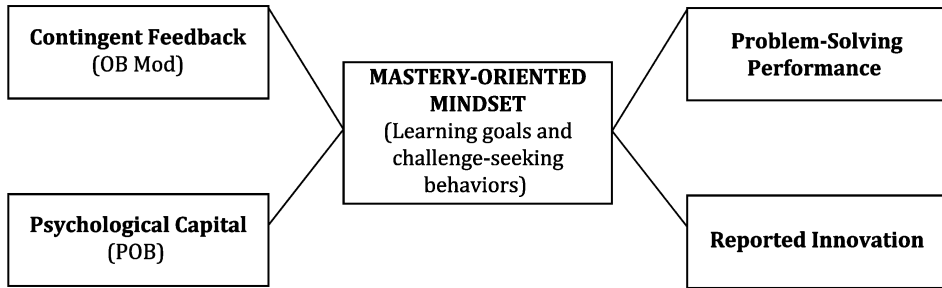 Contingent Feedback
(OB Mod)
Psychological Capital
(POB)
MASTERY-ORIENTED
MINDSET
(Learning goals and
challenge-seeking
behaviors)
Problem-Solving
Performance
Reported Innovation